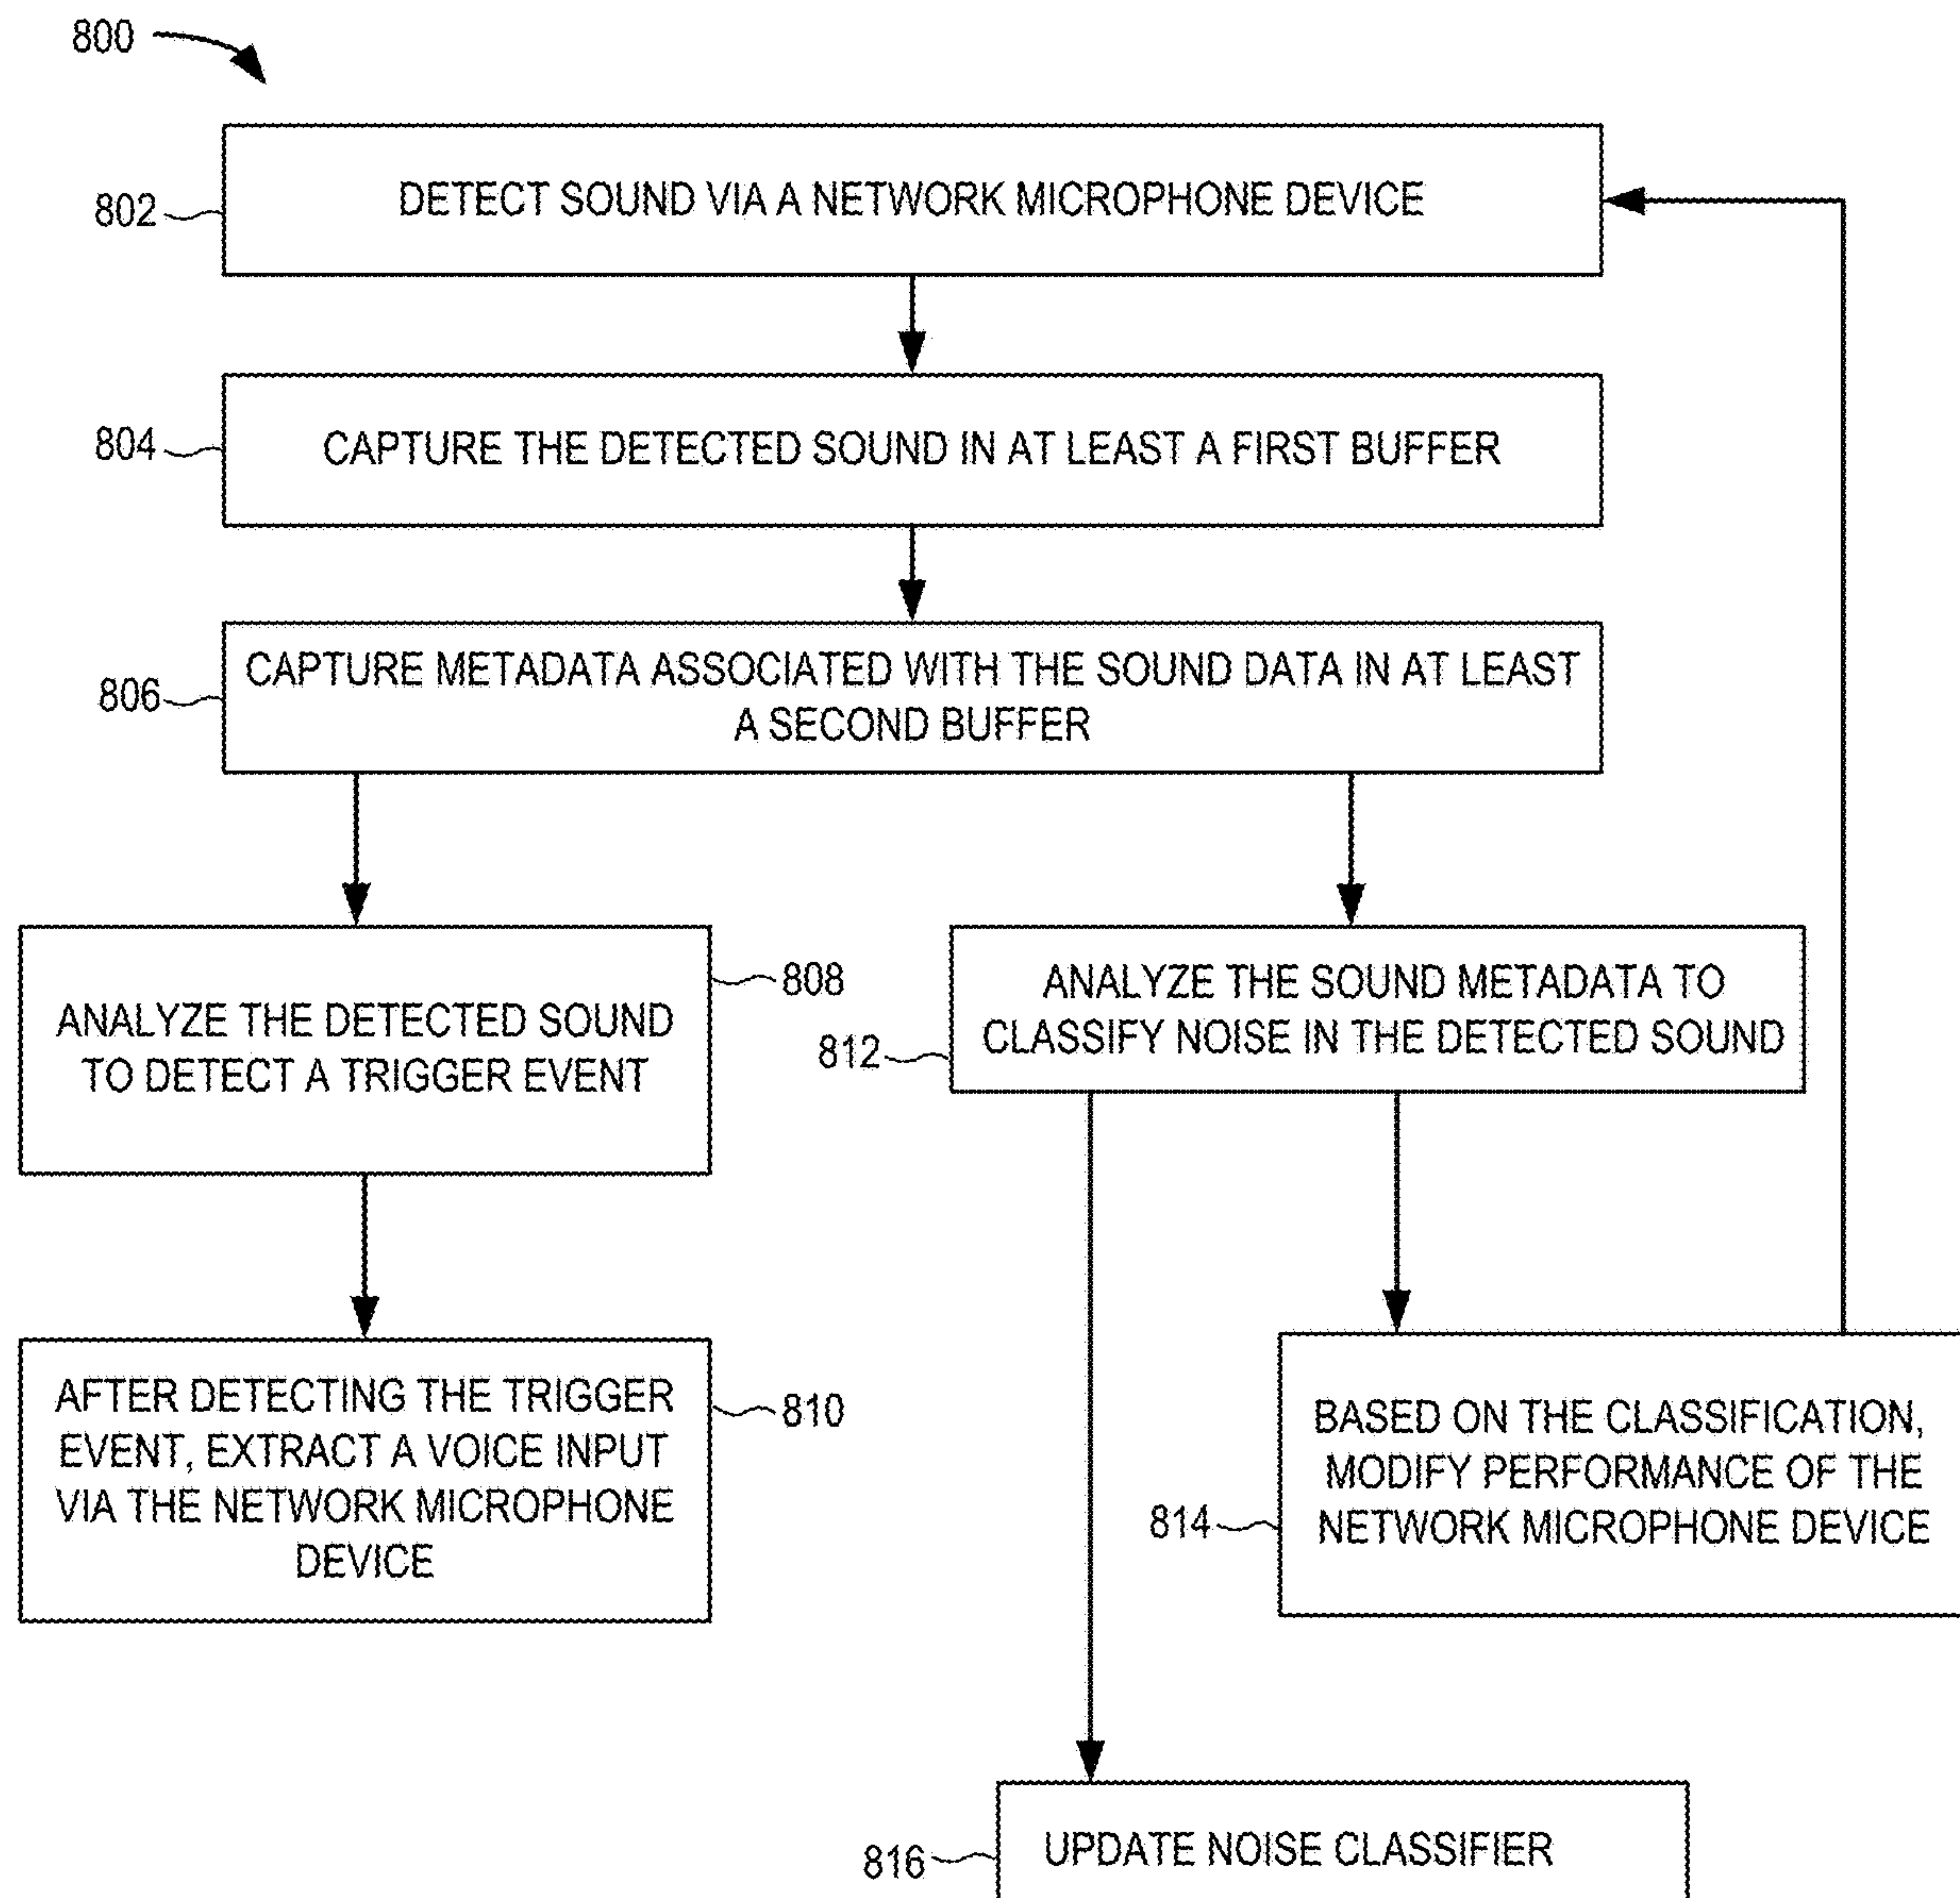 800
802
DETECT SOUND VIA A NETWORK MICROPHONE DEVICE
804
CAPTURE THE DETECTED SOUND IN AT LEAST A FIRST BUFFER
806
CAPTURE METADATA ASSOCIATED WITH THE SOUND DATA IN AT LEAST
A SECOND BUFFER
ANALYZE THE DETECTED SOUND
TO DETECT A TRIGGER EVENT
808
812
ANALYZE THE SOUND METADATA TO
CLASSIFY NOISE IN THE DETECTED SOUND
AFTER DETECTING THE TRIGGER
EVENT, EXTRACT A VOICE INPUT
VIA THE NETWORK MICROPHONE
DEVICE
810
814
BASED ON THE CLASSIFICATION,
MODIFY PERFORMANCE OF THE
NETWORK MICROPHONE DEVICE
816
UPDATE NOISE CLASSIFIER